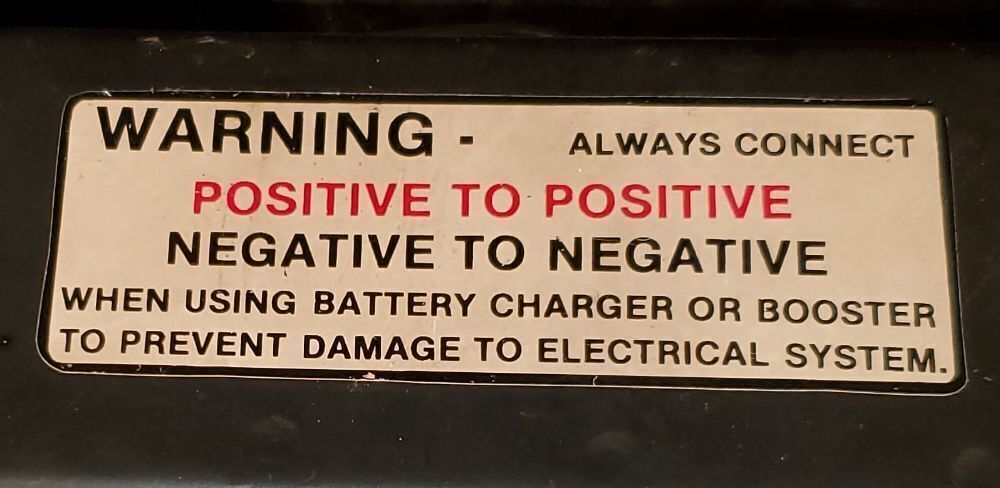 WARNING - ALWAYS CONNECT
POSITIVE TO POSITIVE
NEGATIVE TO NEGATIVE
WHEN USING BATTERY CHARGER OR BOOSTER
TO PREVENT DAMAGE TO ELECTRICAL SYSTEM.